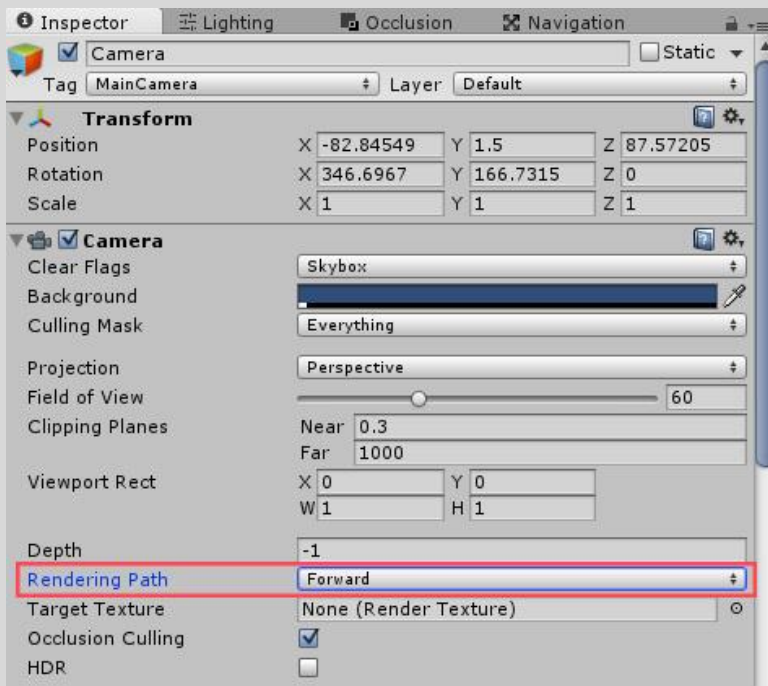 Inspector Lighting Occlusion Navigation
Camera Static
Tag MainCamera Layer Default
Transform
Position X -82.84549 Y 1.5 Z 87.57205
Rotation X 346.6967 Y 166.7315 Z 0
Scale X 1 Y 1 Z 1
Camera
Clear Flags Skybox
Background
Culling Mask Everything
Projection Perspective
Field of View 60
Clipping Planes Near 0.3
Far 1000
Viewport Rect X 0 Y 0
W 1 H 1
Depth -1
Rendering Path Forward
Target Texture None (Render Texture)
Occlusion Culling
HDR